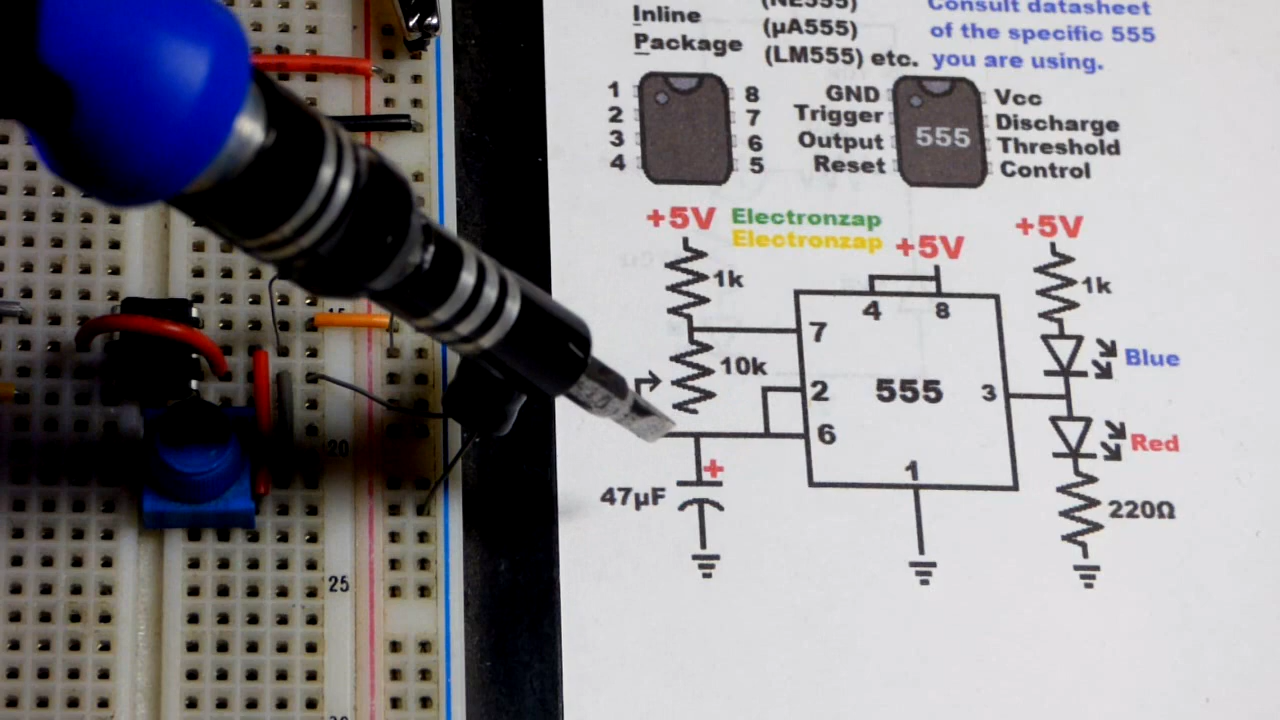 Inline
Package
(NE555)
(µA555)
(LM555) etc.
Consult datasheet
of the specific 555
you are using.
1
2
3
4
8
7
6
5
GND
Trigger
Output
Reset
555
Vcc
Discharge
Threshold
Control
+5V
Electronzap
Electronzap
+5V
+5V
1k
4
8
1k
7
10k
2
555
3
Blue
6
Red
+
1
47µF
220Ω
15
20
25
30